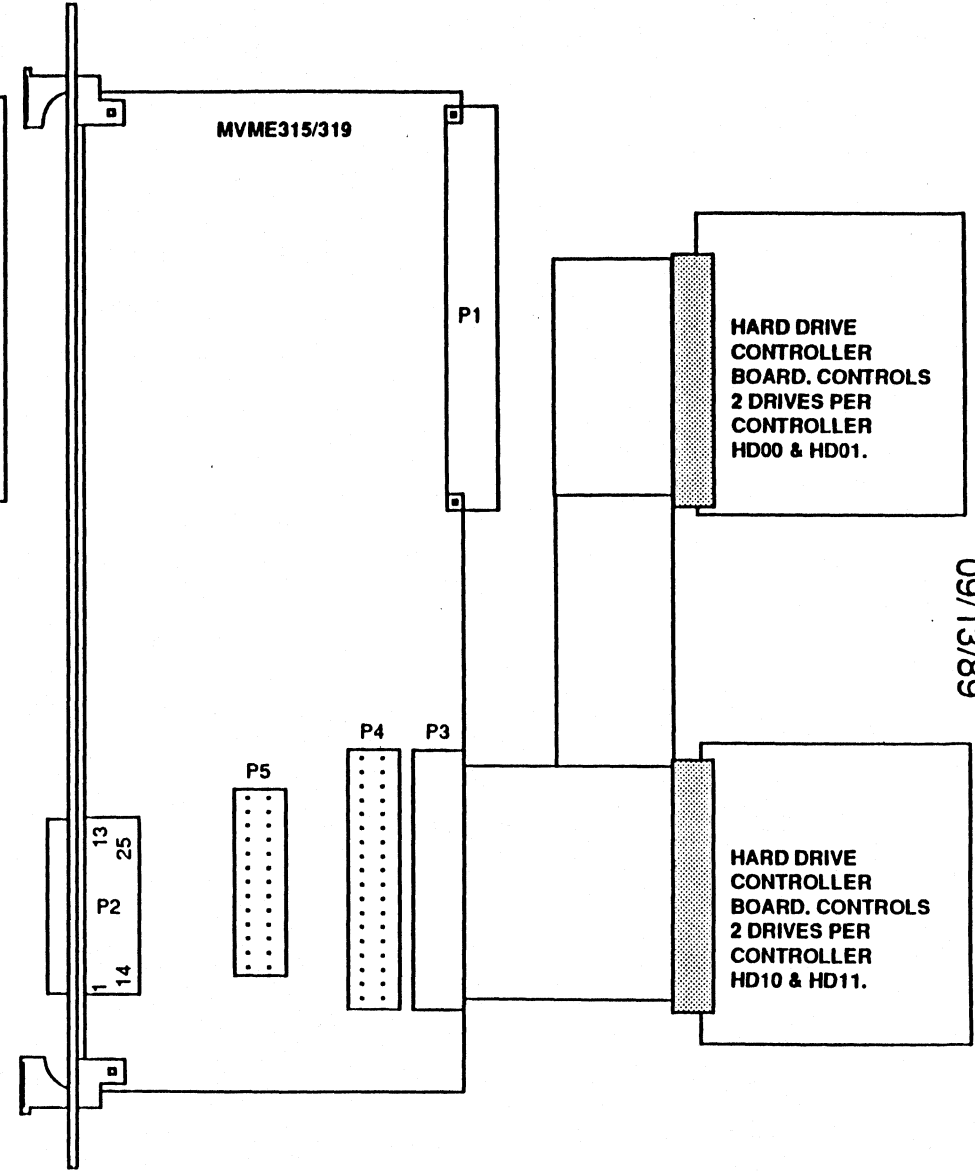 MVME315/319
P1
HARD DRIVE
CONTROLLER
BOARD. CONTROLS
2 DRIVES PER
CONTROLLER
HD00 & HD01.
09/13/89
P4
P3
P5
13
25
P2
1
14
HARD DRIVE
CONTROLLER
BOARD. CONTROLS
2 DRIVES PER
CONTROLLER
HD10 & HD11.